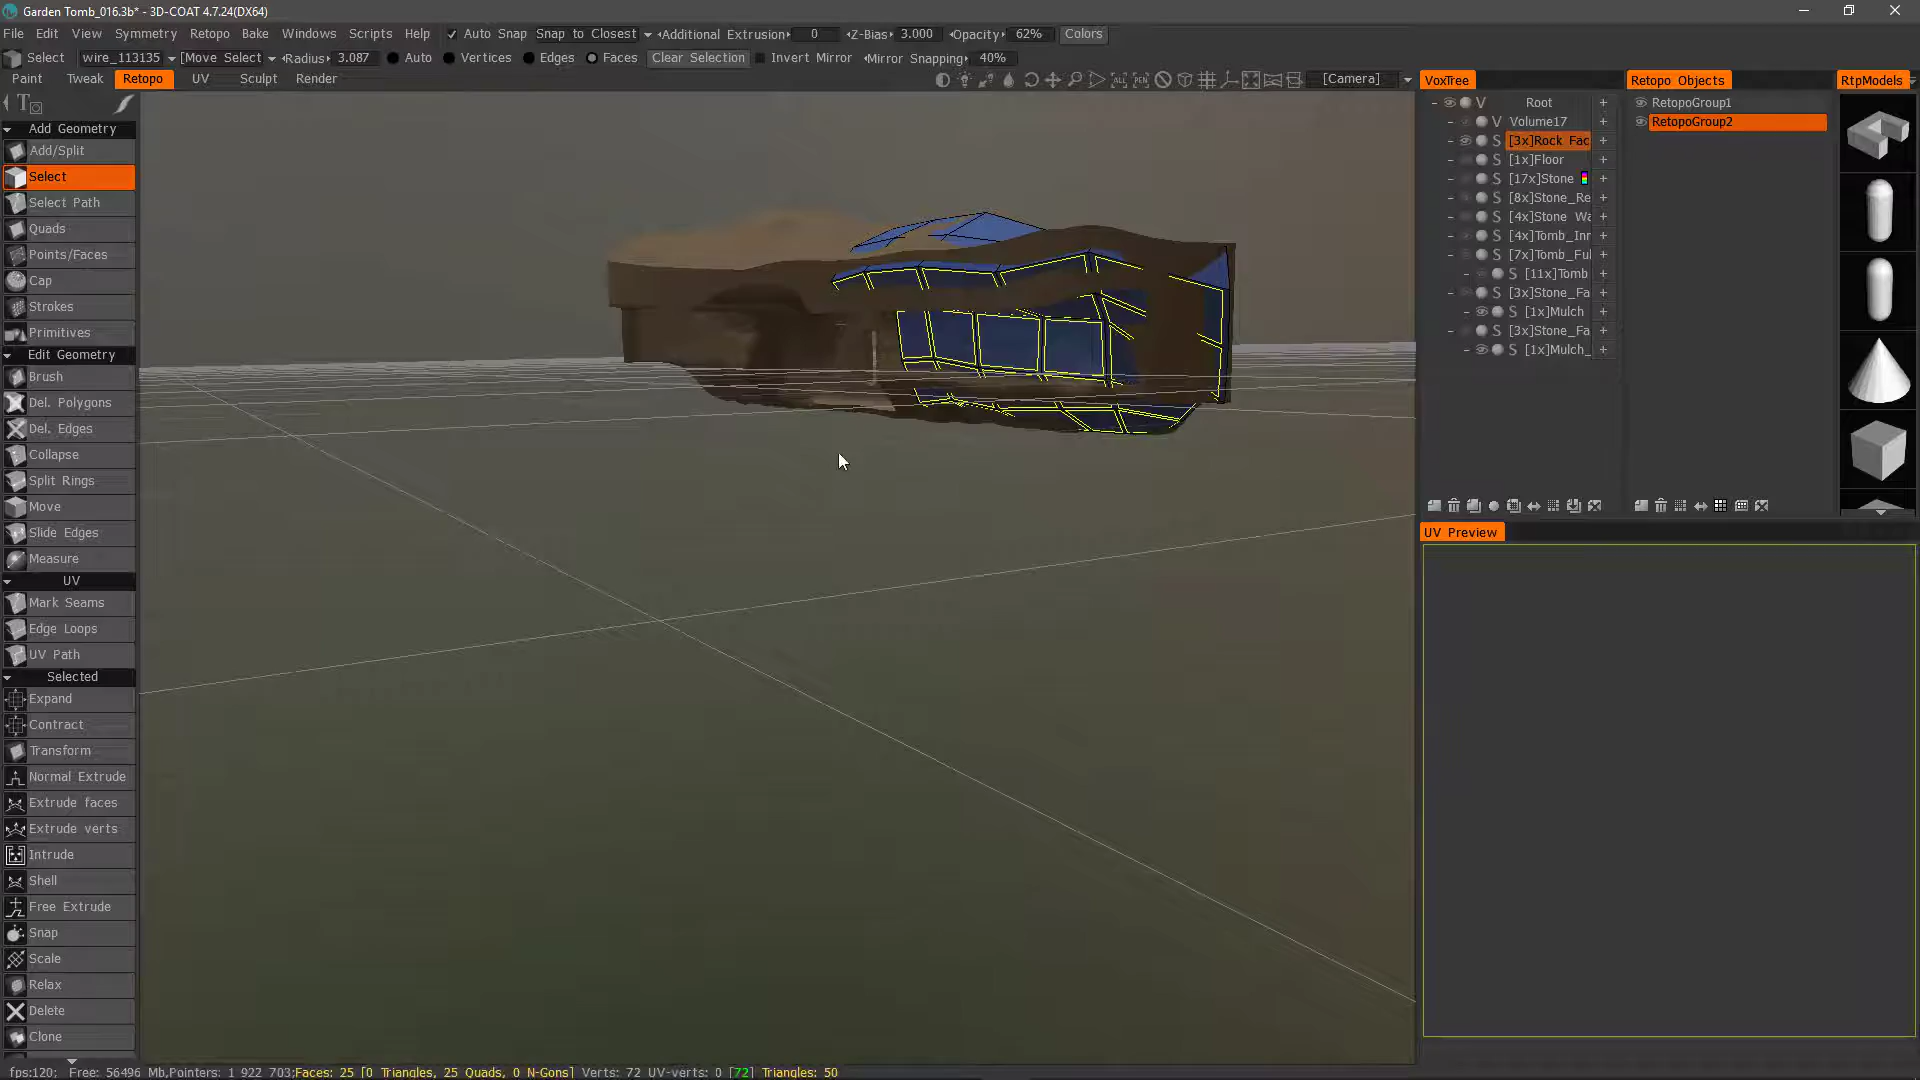 Garden Tomb_016.3b* - 3D-COAT 4.7.24(DX64)
File Edit View Symmetry Retopo Bake Windows Scripts Help Auto Snap Snap to Closest Additional Extrusion 0 Z-Bias 3.000 Opacity 62% Colors
Select wire_113135 [Move Select Radius 3.087 Auto Vertices Edges Faces Clear Selection Invert Mirror Mirror Snapping 40%
Paint Tweak Retopo UV Sculpt Render [Camera] VoxTree Retopo Objects RtpModels
Add Geometry
Add/Split
Select
Select Path
Quads
Points/Faces
Cap
Strokes
Primitives
Edit Geometry
Brush
Del. Polygons
Del. Edges
Collapse
Split Rings
Move
Slide Edges
Measure
UV
Mark Seams
Edge Loops
UV Path
Selected
Expand
Contract
Transform
Normal Extrude
Extrude faces
Extrude verts
Intrude
Shell
Free Extrude
Snap
Scale
Relax
Delete
Clone
V Root +
V Volume17 +
S [3x]Rock Fac +
S [1x]Floor +
S [17x]Stone +
S [8x]Stone_Re +
S [4x]Stone Wa +
S [4x]Tomb_Inn +
S [7x]Tomb_Ful +
S [11x]Tomb +
S [3x]Stone_Fa +
S [1x]Mulch +
S [3x]Stone_Fa +
S [1x]Mulch_ +
RetopoGroup1
RetopoGroup2
UV Preview
fps:120; Free: 56496 Mb,Pointers: 1 922 703;Faces: 25 [0 Triangles, 25 Quads, 0 N-Gons] Verts: 72 UV-verts: 0 [72] Triangles: 50